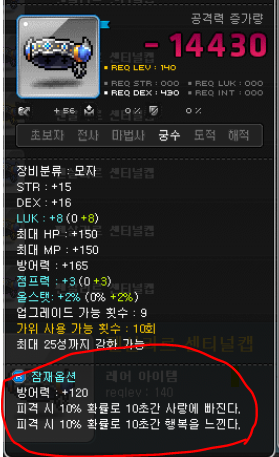 공격력 증가량
- 14430
• REQ LEV : 140
• REQ STR : 000 • REQ LUK : 000
• REQ DEX : 430 • REQ INT : 000
+56 0% 0%
초보자 전사 마법사 궁수 도적 해적
장비분류 : 모자
STR : +15
DEX : +16
LUK : +8 (0 +8)
최대 HP : +150
최대 MP : +150
방어력 : +165
점프력 : +3 (0 +3)
올스탯 : +2% (0% +2%)
업그레이드 가능 횟수 : 9
가위 사용 가능 횟수 : 10회
최대 25성까지 강화 가능
센티널캡
R 잠재옵션
레어 아이템
방어력 : +120
reqlev : 140
피격 시 10% 확률로 10초간 사랑에 빠진다.
피격 시 10% 확률로 10초간 행복을 느낀다.